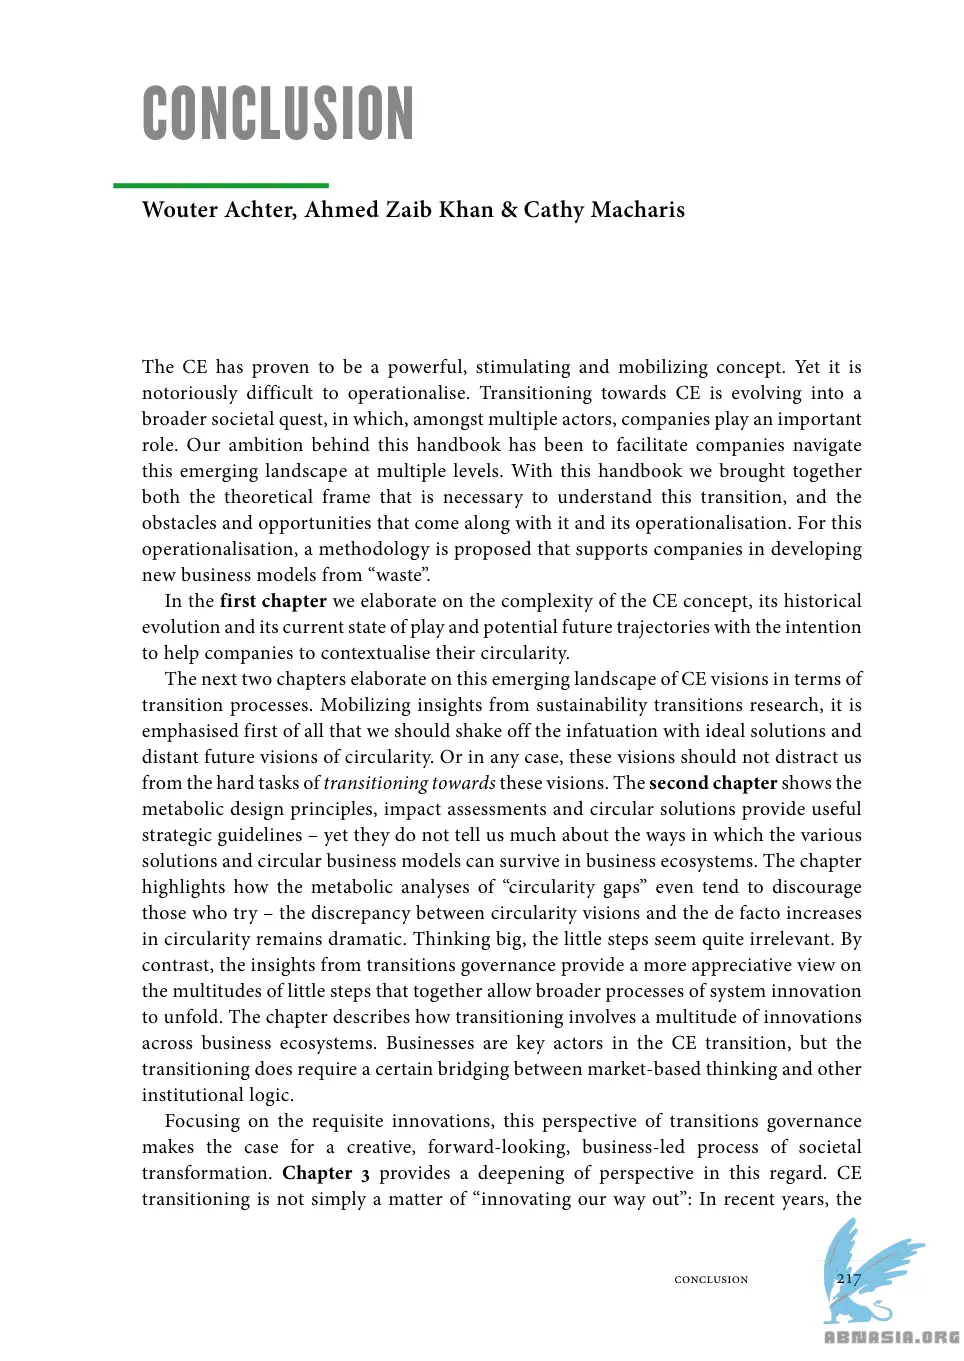 CONCLUSION
Wouter Achter, Ahmed Zaib Khan & Cathy Macharis
The CE has proven to be a powerful, stimulating and mobilizing concept. Yet it is
notoriously difficult to operationalise. Transitioning towards CE is evolving into a
broader societal quest, in which, amongst multiple actors, companies play an important
role. Our ambition behind this handbook has been to facilitate companies navigate
this emerging landscape at multiple levels. With this handbook we brought together
both the theoretical frame that is necessary to understand this transition, and the
obstacles and opportunities that come along with it and its operationalisation. For this
operationalisation, a methodology is proposed that supports companies in developing
new business models from “waste”.
In the first chapter we elaborate on the complexity of the CE concept, its historical
evolution and its current state of play and potential future trajectories with the intention
to help companies to contextualise their circularity.
The next two chapters elaborate on this emerging landscape of CE visions in terms of
transition processes. Mobilizing insights from sustainability transitions research, it is
emphasised first of all that we should shake off the infatuation with ideal solutions and
distant future visions of circularity. Or in any case, these visions should not distract us
from the hard tasks of transitioning towards these visions. The second chapter shows the
metabolic design principles, impact assessments and circular solutions provide useful
strategic guidelines – yet they do not tell us much about the ways in which the various
solutions and circular business models can survive in business ecosystems. The chapter
highlights how the metabolic analyses of “circularity gaps” even tend to discourage
those who try – the discrepancy between circularity visions and the de facto increases
in circularity remains dramatic. Thinking big, the little steps seem quite irrelevant. By
contrast, the insights from transitions governance provide a more appreciative view on
the multitudes of little steps that together allow broader processes of system innovation
to unfold. The chapter describes how transitioning involves a multitude of innovations
across business ecosystems. Businesses are key actors in the CE transition, but the
transitioning does require a certain bridging between market-based thinking and other
institutional logic.
Focusing on the requisite innovations, this perspective of transitions governance
makes the case for a creative, forward-looking, business-led process of societal
transformation. Chapter 3 provides a deepening of perspective in this regard. CE
transitioning is not simply a matter of “innovating our way out”: In recent years, the
CONCLUSION 217
ABNASIA.ORG